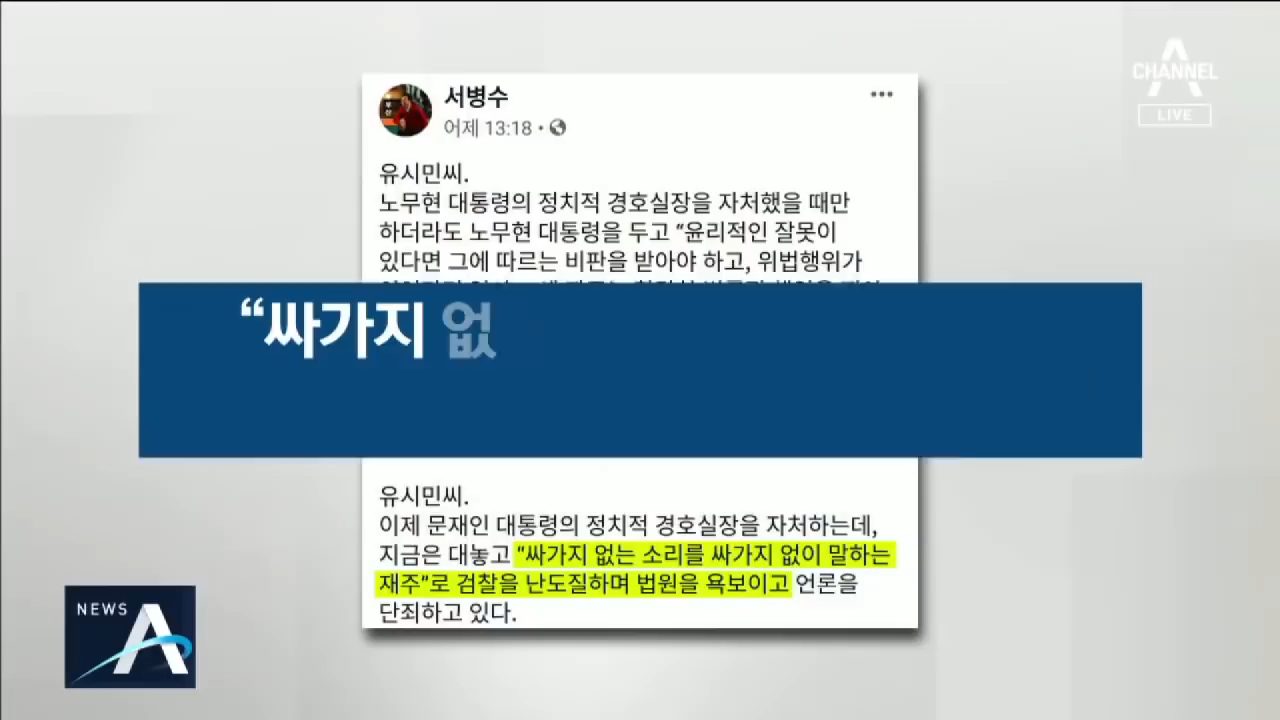 CHANNEL A
LIVE
서병수
어제 13:18
유시민씨.
노무현 대통령의 정치적 경호실장을 자처했을 때만
하더라도 노무현 대통령을 두고 “윤리적인 잘못이
있다면 그에 따르는 비판을 받아야 하고, 위법행위가
“싸가지 없
유시민씨.
이제 문재인 대통령의 정치적 경호실장을 자처하는데,
지금은 대놓고 “싸가지 없는 소리를 싸가지 없이 말하는
재주”로 검찰을 난도질하며 법원을 욕보이고 언론을
단죄하고 있다.
NEWS A